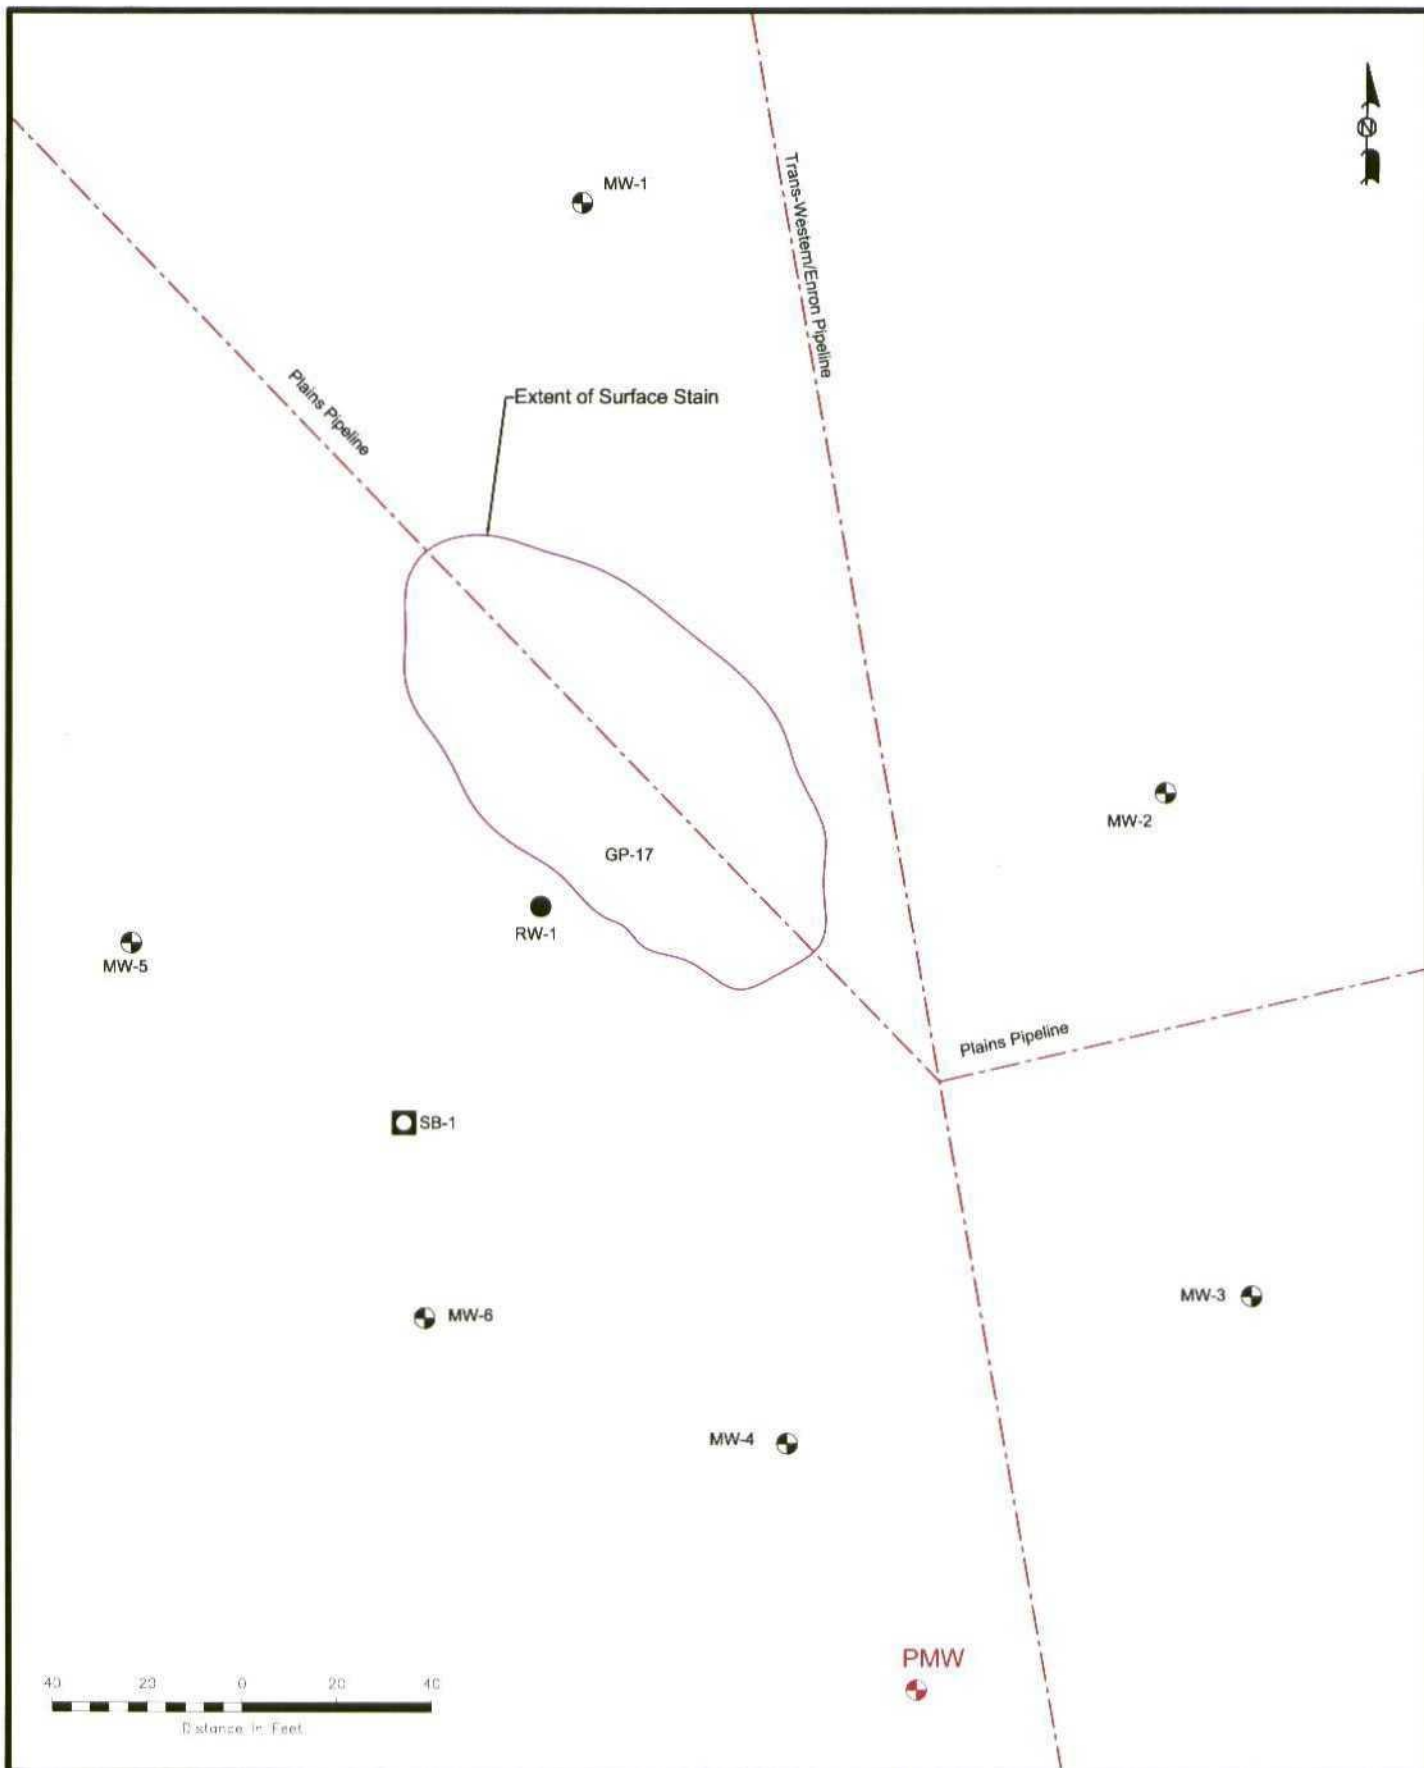 MW-1
Trans-Western/Enron Pipeline
Plains Pipeline
Extent of Surface Stain
MW-2
GP-17
RW-1
MW-5
Plains Pipeline
SB-1
MW-3
MW-6
MW-4
PMW
40 20 0 20 40
Distance In Feet